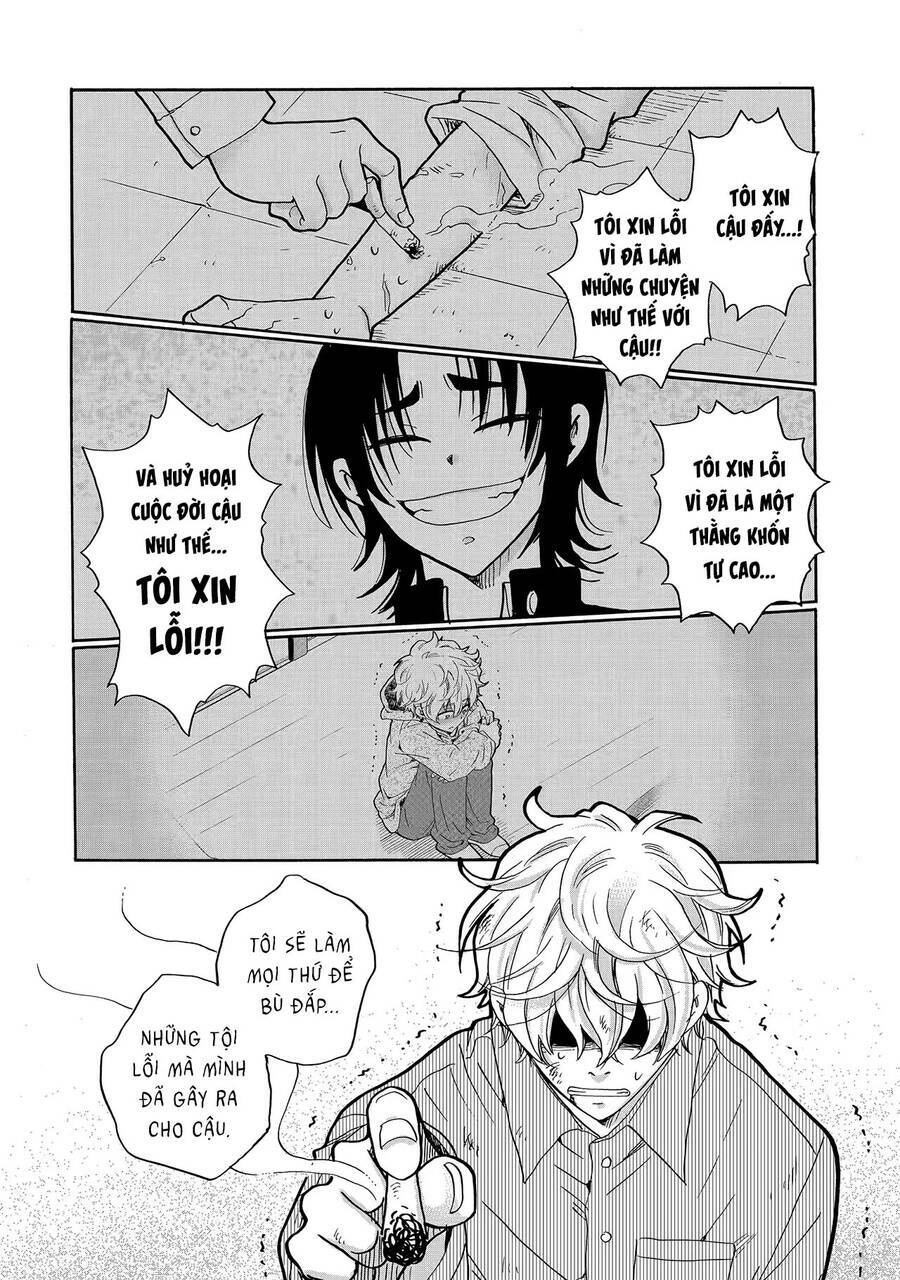 TÔI XIN
CẬU ĐẤY...!
TÔI XIN LỖI
VÌ ĐÃ LÀM
NHỮNG CHUYỆN
NHƯ THẾ VỚI
CẬU!!
TÔI XIN LỖI
VÌ ĐÃ LÀ MỘT
THẰNG KHỐN
TỰ CAO...
VÀ HUỶ HOẠI
CUỘC ĐỜI CẬU
NHƯ THẾ...
TÔI XIN
LỖI!!!
TÔI SẼ LÀM
MỌI THỨ ĐỂ
BÙ ĐẮP...
NHỮNG TỘI
LỖI MÀ MÌNH
ĐÃ GÂY RA
CHO CẬU.